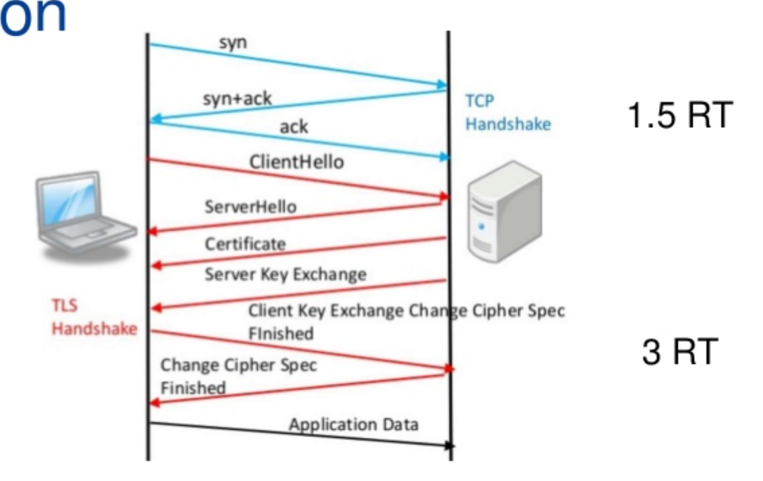 on
syn
syn+ack
TCP
Handshake
1.5 RT
ack
ClientHello
ServerHello
Certificate
Server Key Exchange
TLS
Handshake
Client Key Exchange Change Cipher Spec
FInished
3 RT
Change Cipher Spec
Finished
Application Data